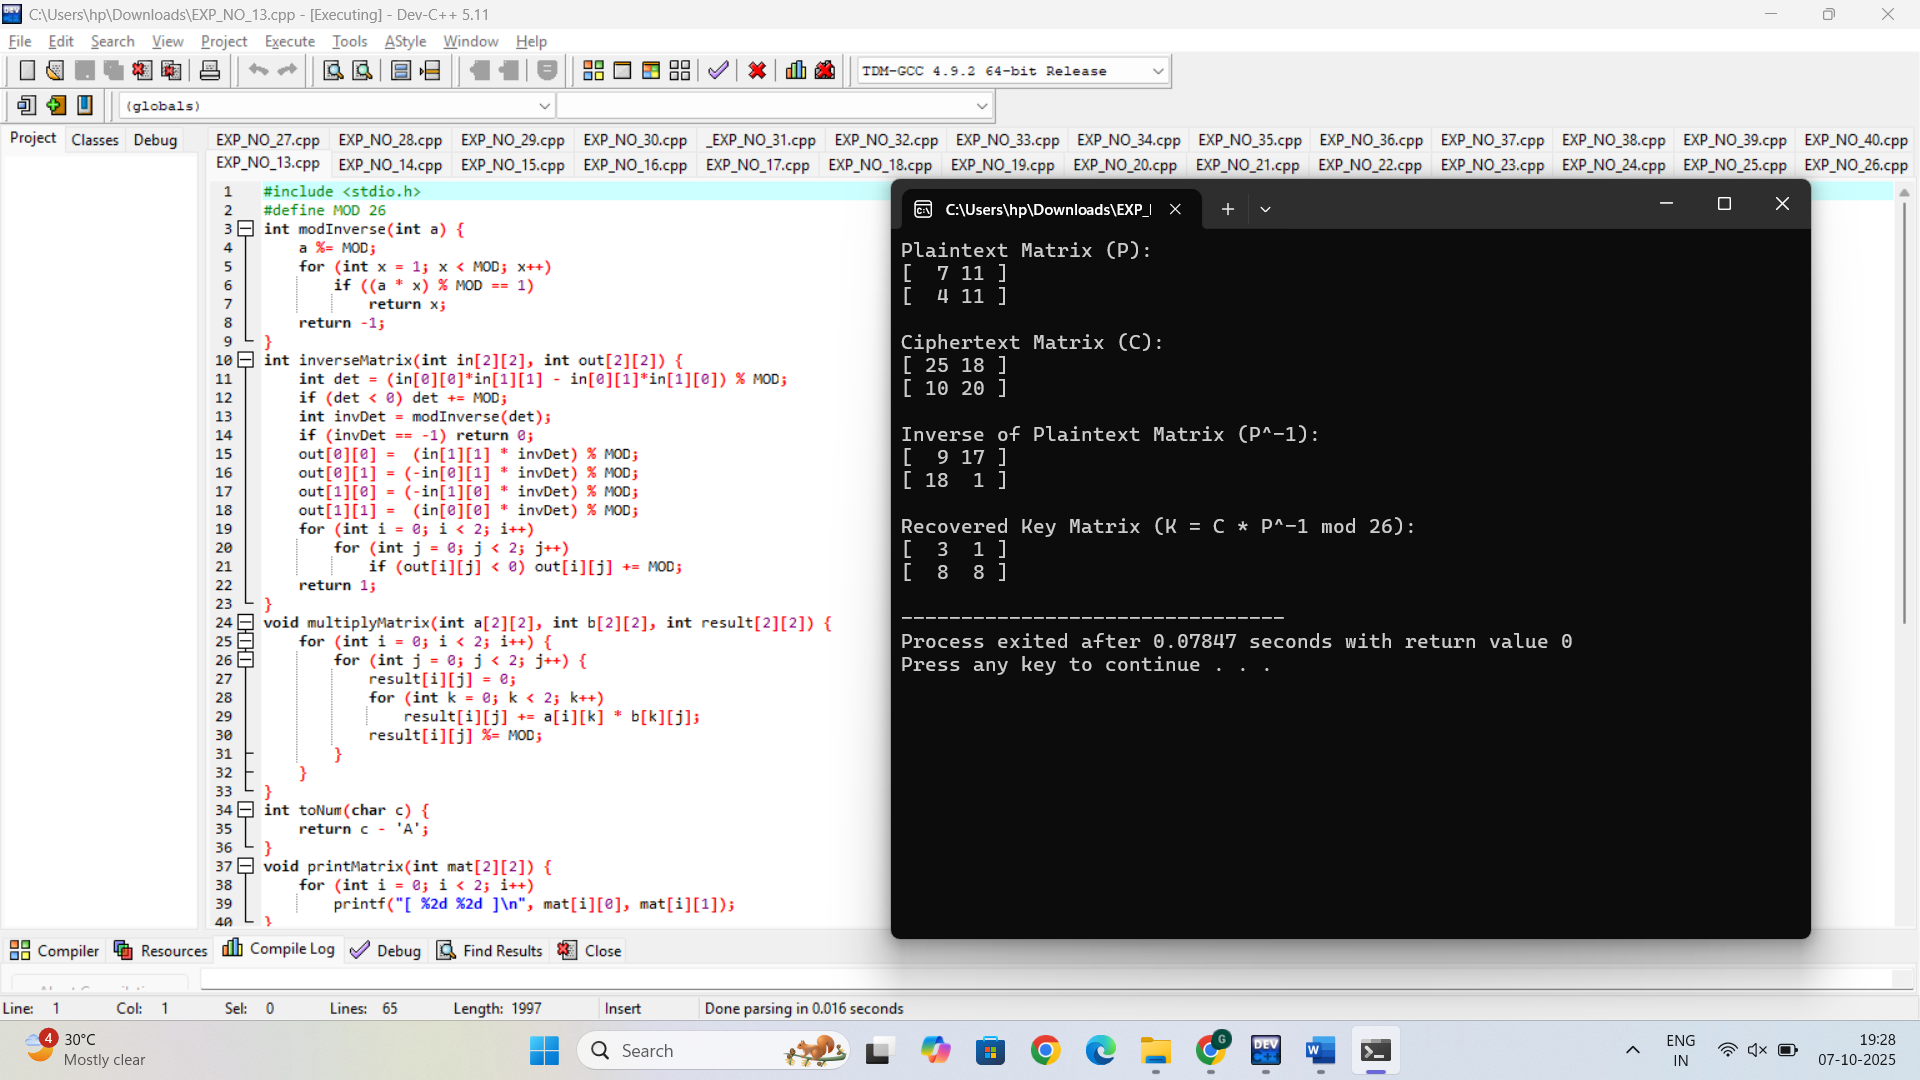 C:\Users\hp\Downloads\EXP_NO_13.cpp - [Executing] - Dev-C++ 5.11
File Edit Search View Project Execute Tools AStyle Window Help
TDM-GCC 4.9.2 64-bit Release
(globals)
Project Classes Debug
EXP_NO_27.cpp EXP_NO_28.cpp EXP_NO_29.cpp EXP_NO_30.cpp _EXP_NO_31.cpp EXP_NO_32.cpp EXP_NO_33.cpp EXP_NO_34.cpp EXP_NO_35.cpp EXP_NO_36.cpp EXP_NO_37.cpp EXP_NO_38.cpp EXP_NO_39.cpp EXP_NO_40.cpp
EXP_NO_13.cpp EXP_NO_14.cpp EXP_NO_15.cpp EXP_NO_16.cpp EXP_NO_17.cpp EXP_NO_18.cpp EXP_NO_19.cpp EXP_NO_20.cpp EXP_NO_21.cpp EXP_NO_22.cpp EXP_NO_23.cpp EXP_NO_24.cpp EXP_NO_25.cpp EXP_NO_26.cpp
1 #include <stdio.h>
2 #define MOD 26
3 int modInverse(int a) {
4     a %= MOD;
5     for (int x = 1; x < MOD; x++)
6         if ((a * x) % MOD == 1)
7             return x;
8     return -1;
9 }
10 int inverseMatrix(int in[2][2], int out[2][2]) {
11     int det = (in[0][0]*in[1][1] - in[0][1]*in[1][0]) % MOD;
12     if (det < 0) det += MOD;
13     int invDet = modInverse(det);
14     if (invDet == -1) return 0;
15     out[0][0] =  (in[1][1] * invDet) % MOD;
16     out[0][1] = (-in[0][1] * invDet) % MOD;
17     out[1][0] = (-in[1][0] * invDet) % MOD;
18     out[1][1] =  (in[0][0] * invDet) % MOD;
19     for (int i = 0; i < 2; i++)
20         for (int j = 0; j < 2; j++)
21             if (out[i][j] < 0) out[i][j] += MOD;
22     return 1;
23 }
24 void multiplyMatrix(int a[2][2], int b[2][2], int result[2][2]) {
25     for (int i = 0; i < 2; i++) {
26         for (int j = 0; j < 2; j++) {
27             result[i][j] = 0;
28             for (int k = 0; k < 2; k++)
29                 result[i][j] += a[i][k] * b[k][j];
30             result[i][j] %= MOD;
31         }
32     }
33 }
34 int toNum(char c) {
35     return c - 'A';
36 }
37 void printMatrix(int mat[2][2]) {
38     for (int i = 0; i < 2; i++)
39         printf("[ %2d %2d ]\n", mat[i][0], mat[i][1]);
40 }
C:\Users\hp\Downloads\EXP_
Plaintext Matrix (P):
[  7 11 ]
[  4 11 ]
Ciphertext Matrix (C):
[ 25 18 ]
[ 10 20 ]
Inverse of Plaintext Matrix (P^-1):
[  9 17 ]
[ 18  1 ]
Recovered Key Matrix (K = C * P^-1 mod 26):
[  3  1 ]
[  8  8 ]
--------------------------------
Process exited after 0.07847 seconds with return value 0
Press any key to continue . . .
Compiler Resources Compile Log Debug Find Results Close
Line: 1 Col: 1 Sel: 0 Lines: 65 Length: 1997 Insert Done parsing in 0.016 seconds
4 30°C
Mostly clear
Search
ENG
IN
19:28
07-10-2025